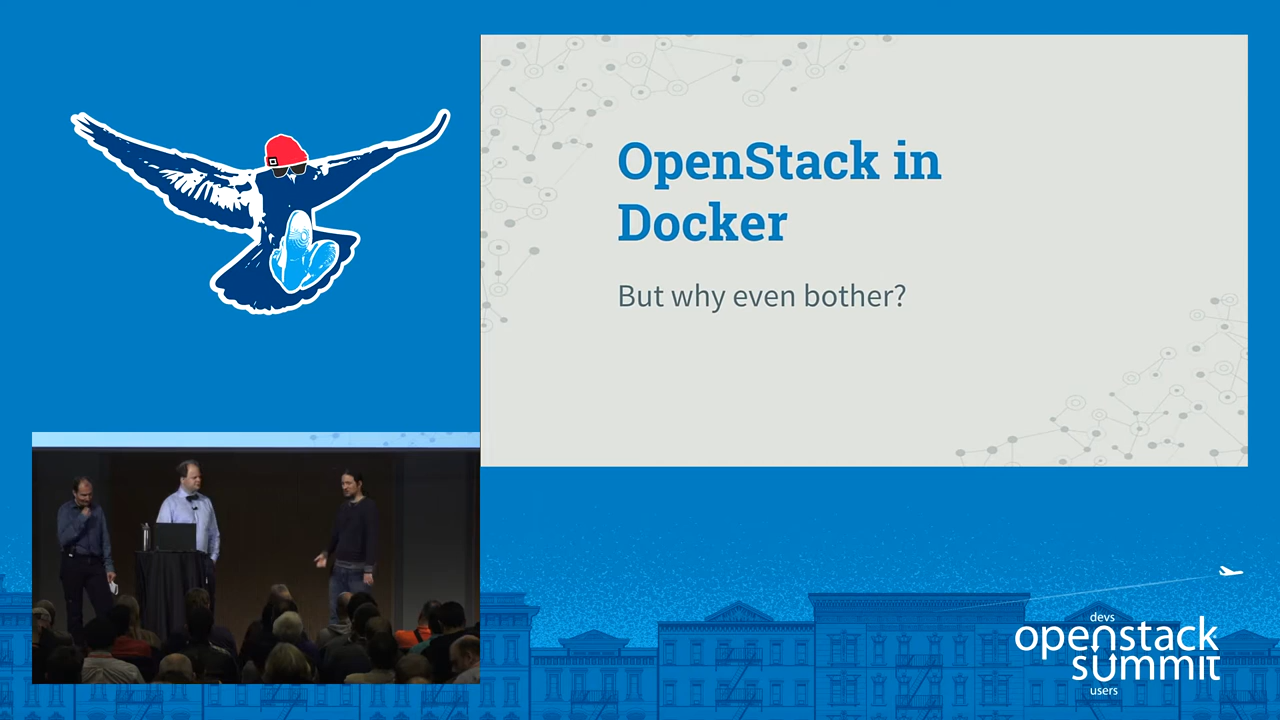 OpenStack in
Docker
But why even bother?
devs
openstack
summit
users